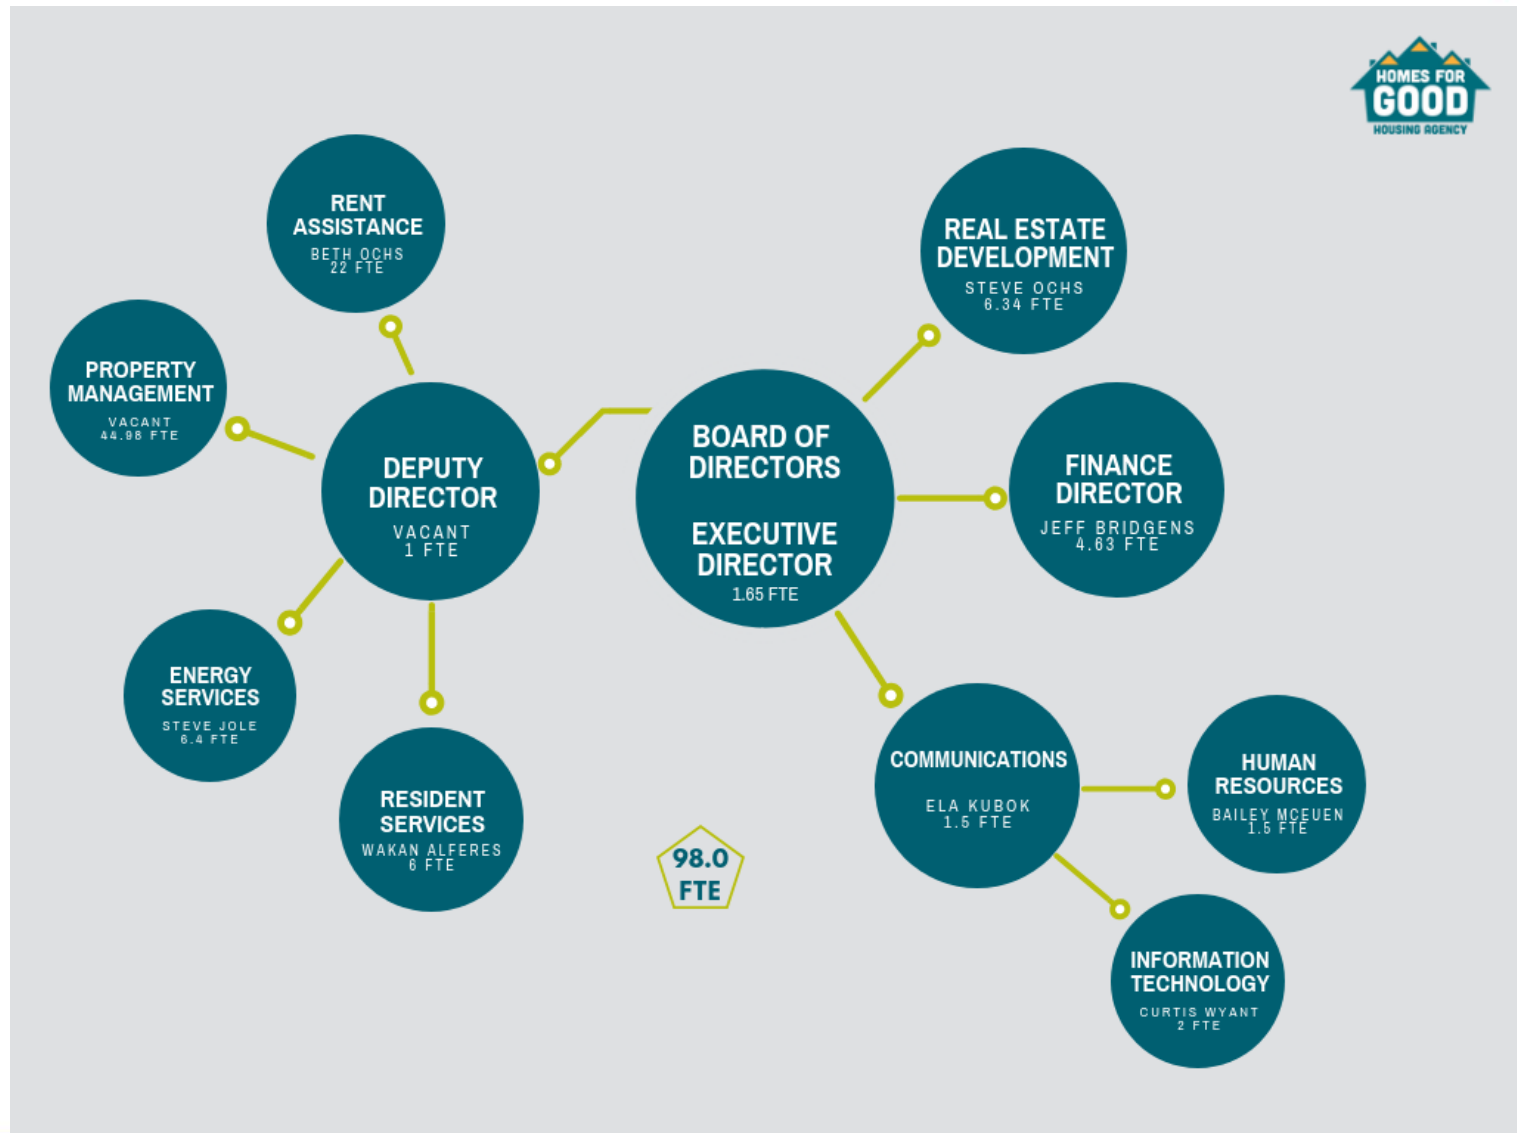 HOMES FOR
GOOD
HOUSING AGENCY
RENT
ASSISTANCE
BETH OCHS
22 FTE
PROPERTY
MANAGEMENT
VACANT
44.98 FTE
DEPUTY
DIRECTOR
VACANT
1 FTE
ENERGY
SERVICES
STEVE JOLE
6.4 FTE
RESIDENT
SERVICES
WAKAN ALFERES
6 FTE
BOARD OF
DIRECTORS
EXECUTIVE
DIRECTOR
1.65 FTE
REAL ESTATE
DEVELOPMENT
STEVE OCHS
6.34 FTE
FINANCE
DIRECTOR
JEFF BRIDGENS
4.63 FTE
COMMUNICATIONS
ELA KUBOK
1.5 FTE
HUMAN
RESOURCES
BAILEY MCEUEN
1.5 FTE
INFORMATION
TECHNOLOGY
CURTIS WYANT
2 FTE
98.0
FTE